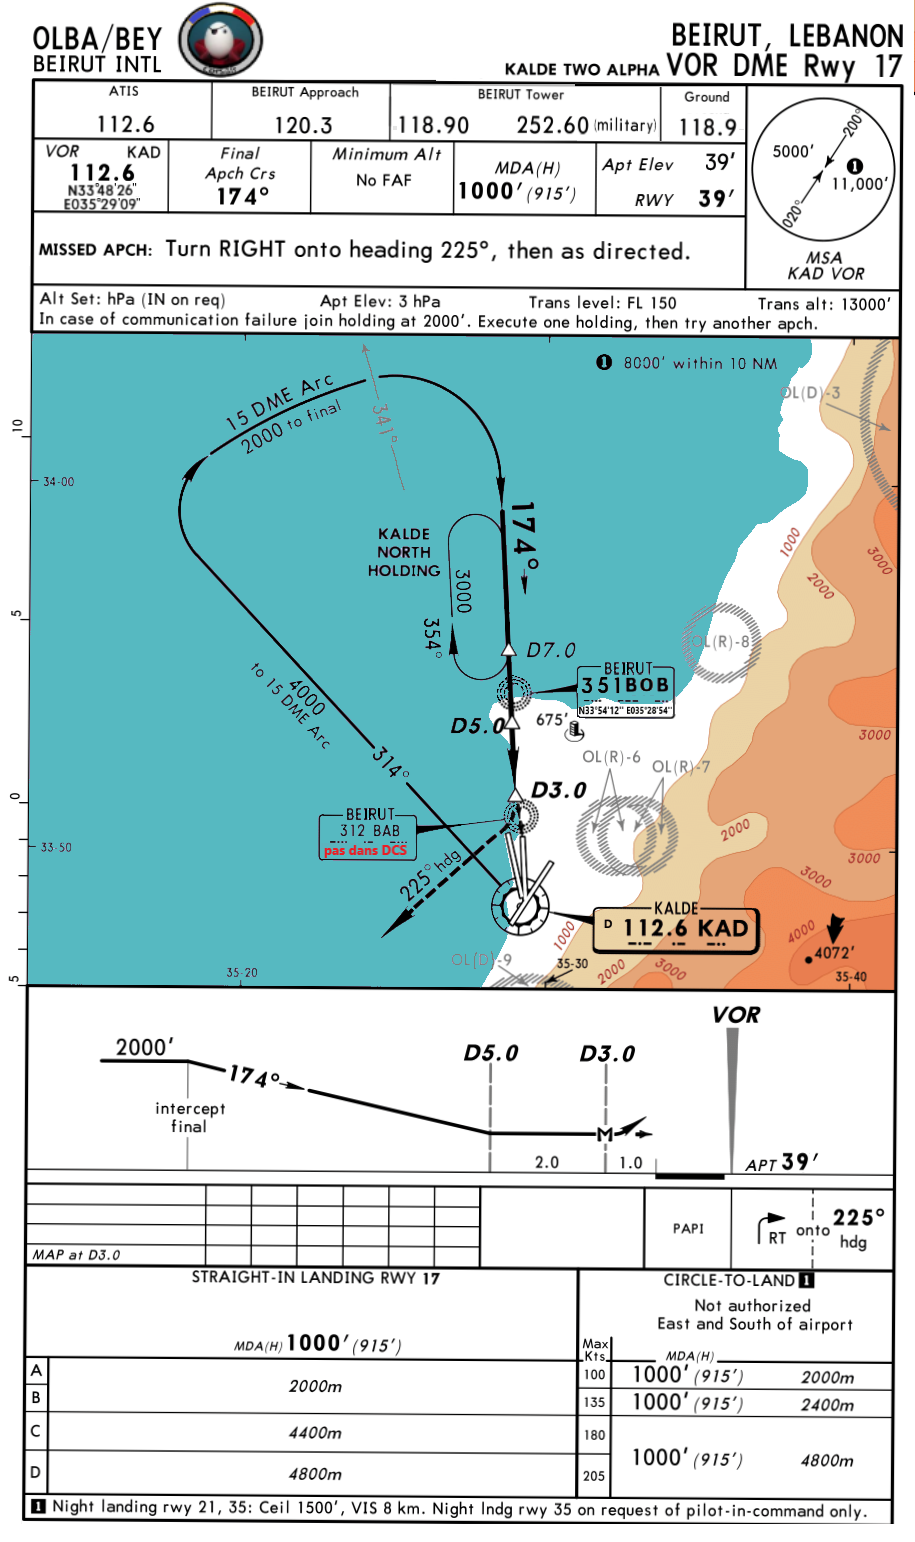 OLBA/BEY
BEIRUT INTL
BEIRUT, LEBANON
KALDE TWO ALPHA VOR DME Rwy 17
ATIS
112.6
BEIRUT Approach
120.3
BEIRUT Tower
118.90 252.60 (military)
Ground
118.9
VOR KAD
112.6
N33°48'26"
E035°29'09"
Final
Apch Crs
174°
Minimum Alt
No FAF
MDA(H)
1000' (915')
Apt Elev 39'
RWY 39'
MISSED APCH: Turn RIGHT onto heading 225°, then as directed.
200°
5000'
1
11,000'
020°
MSA
KAD VOR
Alt Set: hPa (IN on req) Apt Elev: 3 hPa Trans level: FL 150 Trans alt: 13000'
In case of communication failure join holding at 2000'. Execute one holding, then try another apch.
1 8000' within 10 NM
OL(D)-3
15 DME Arc
2000 to final
341°
10
34-00
174°
KALDE
NORTH
HOLDING
3000
354°
1000
2000
3000
5
D7.0
OL(R)-8
BEIRUT
351 BOB
N33°54'12" E035°28'54"
4000
to 15 DME Arc
D5.0
675'
3000
314°
OL(R)-6
OL(R)-7
0
D3.0
BEIRUT
312 BAB
pas dans DCS
2000
33-50
3000
225° hdg
3000
KALDE
D 112.6 KAD
1000
4000
4072'
OL(D)-9
35-30
2000
3000
5
35-20
35-40
VOR
2000'
D5.0
D3.0
174°
intercept
final
M
2.0
1.0
APT 39'
MAP at D3.0
PAPI
RT
onto
225°
hdg
STRAIGHT-IN LANDING RWY 17
CIRCLE-TO-LAND 1
Not authorized
East and South of airport
MDA(H) 1000' (915')
Max
Kts
MDA(H)
A
B
2000m
100
1000' (915') 2000m
135
1000' (915') 2400m
C
4400m
180
1000' (915') 4800m
D
4800m
205
1 Night landing rwy 21, 35: Ceil 1500', VIS 8 km. Night lndg rwy 35 on request of pilot-in-command only.